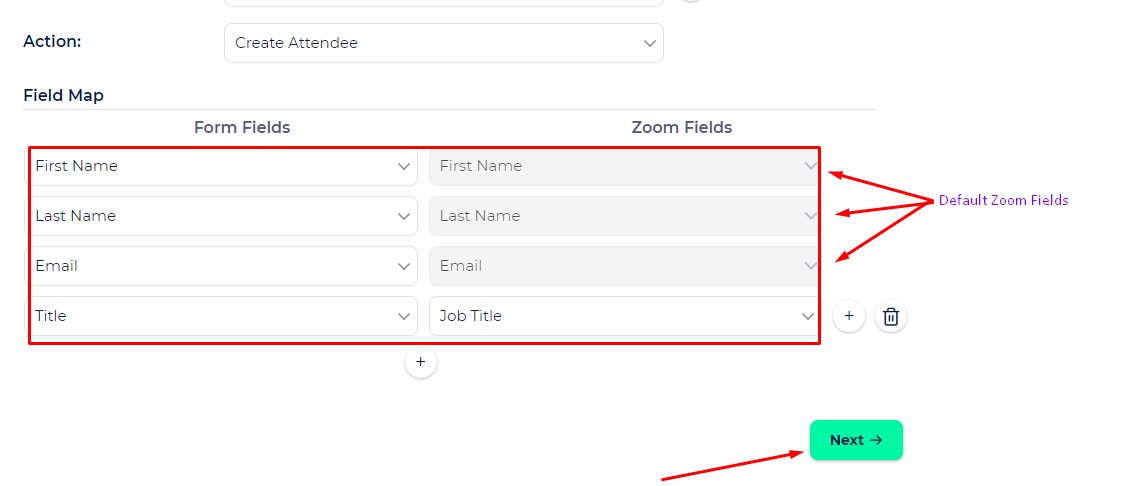 Action:
Create Attendee
Field Map
Form Fields
Zoom Fields
First Name
First Name
Last Name
Last Name
Default Zoom Fields
Email
Email
Title
Job Title
+
+
Next →